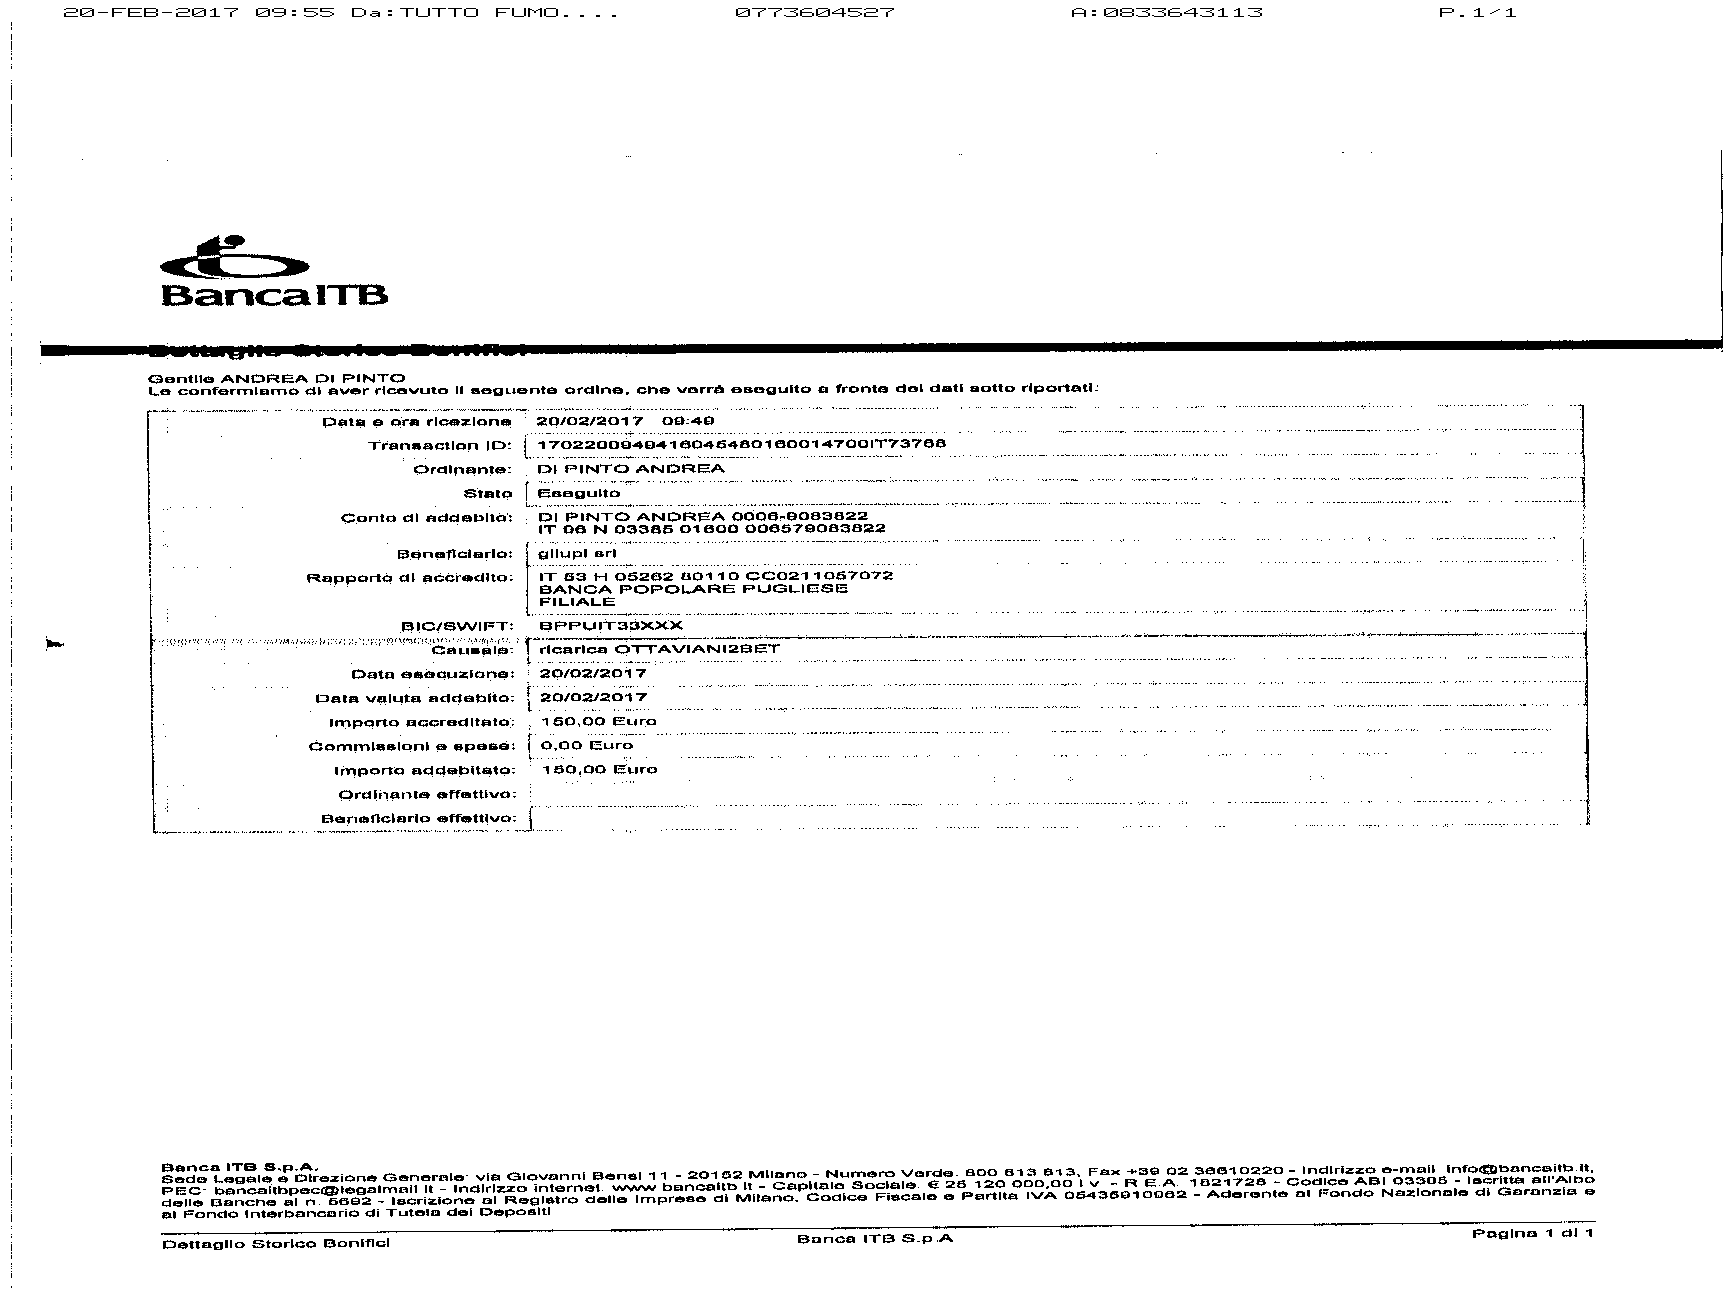 20-FEB-2017 09:55 Da:TUTTO FUMO.... 0773604527 A:0833643113 P.1/1
BancaITB
Dettaglio Storico Bonifici
Gentile ANDREA DI PINTO
Le confermiamo di aver ricevuto il seguente ordine, che verrà eseguito a fronte dei dati sotto riportati:
Data e ora ricezione 20/02/2017 09:49
Transaction ID: 1702200949416045480160014700IT73768
Ordinante: DI PINTO ANDREA
Stato Eseguito
Conto di addebito: DI PINTO ANDREA 0006-9083822
IT 06 N 03385 01600 006579083822
Beneficiario: gilupi srl
Rapporto di accredito: IT 53 H 05262 80110 CC0211057072
BANCA POPOLARE PUGLIESE
FILIALE
BIC/SWIFT: BPPUIT33XXX
Causale: ricarica OTTAVIANI2BET
Data esecuzione: 20/02/2017
Data valuta addebito: 20/02/2017
Importo accreditato: 150,00 Euro
Commissioni e spese: 0,00 Euro
Importo addebitato: 150,00 Euro
Ordinante effettivo:
Beneficiario effettivo:
Banca ITB S.p.A.
Sede Legale e Direzione Generale: via Giovanni Bensi 11 - 20152 Milano - Numero Verde. 800 813 813, Fax +39 02 36610220 - Indirizzo e-mail info@bancaitb.it,
PEC: bancaitbpec@legalmail it - Indirizzo internet. www bancaitb it - Capitale Sociale. € 25 120 000,00 i v - R E.A. 1821728 - Codice ABI 03385 - Iscritta all'Albo
delle Banche al n. 5692 - Iscrizione al Registro delle Imprese di Milano, Codice Fiscale e Partita IVA 05435910962 - Aderente al Fondo Nazionale di Garanzia e
al Fondo Interbancario di Tutela dei Depositi
Dettaglio Storico Bonifici Banca ITB S.p.A Pagina 1 di 1